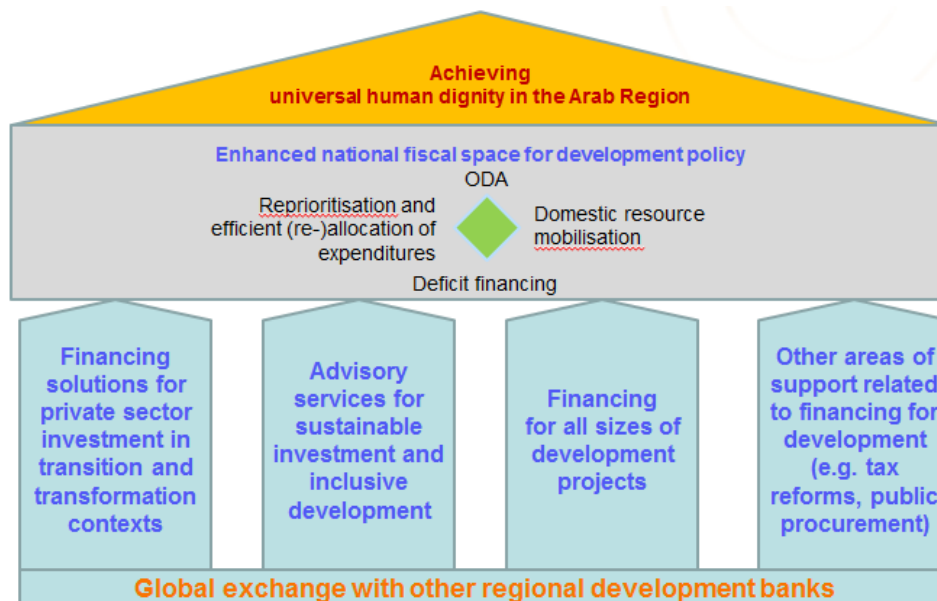 Achieving
universal human dignity in the Arab Region
Enhanced national fiscal space for development policy
ODA
Reprioritisation and
efficient (re-)allocation of
expenditures
Domestic resource
mobilisation
Deficit financing
Financing
solutions for
private sector
investment in
transition and
transformation
contexts
Advisory
services for
sustainable
investment and
inclusive
development
Financing
for all sizes of
development
projects
Other areas of
support related
to financing for
development
(e.g. tax
reforms, public
procurement)
Global exchange with other regional development banks